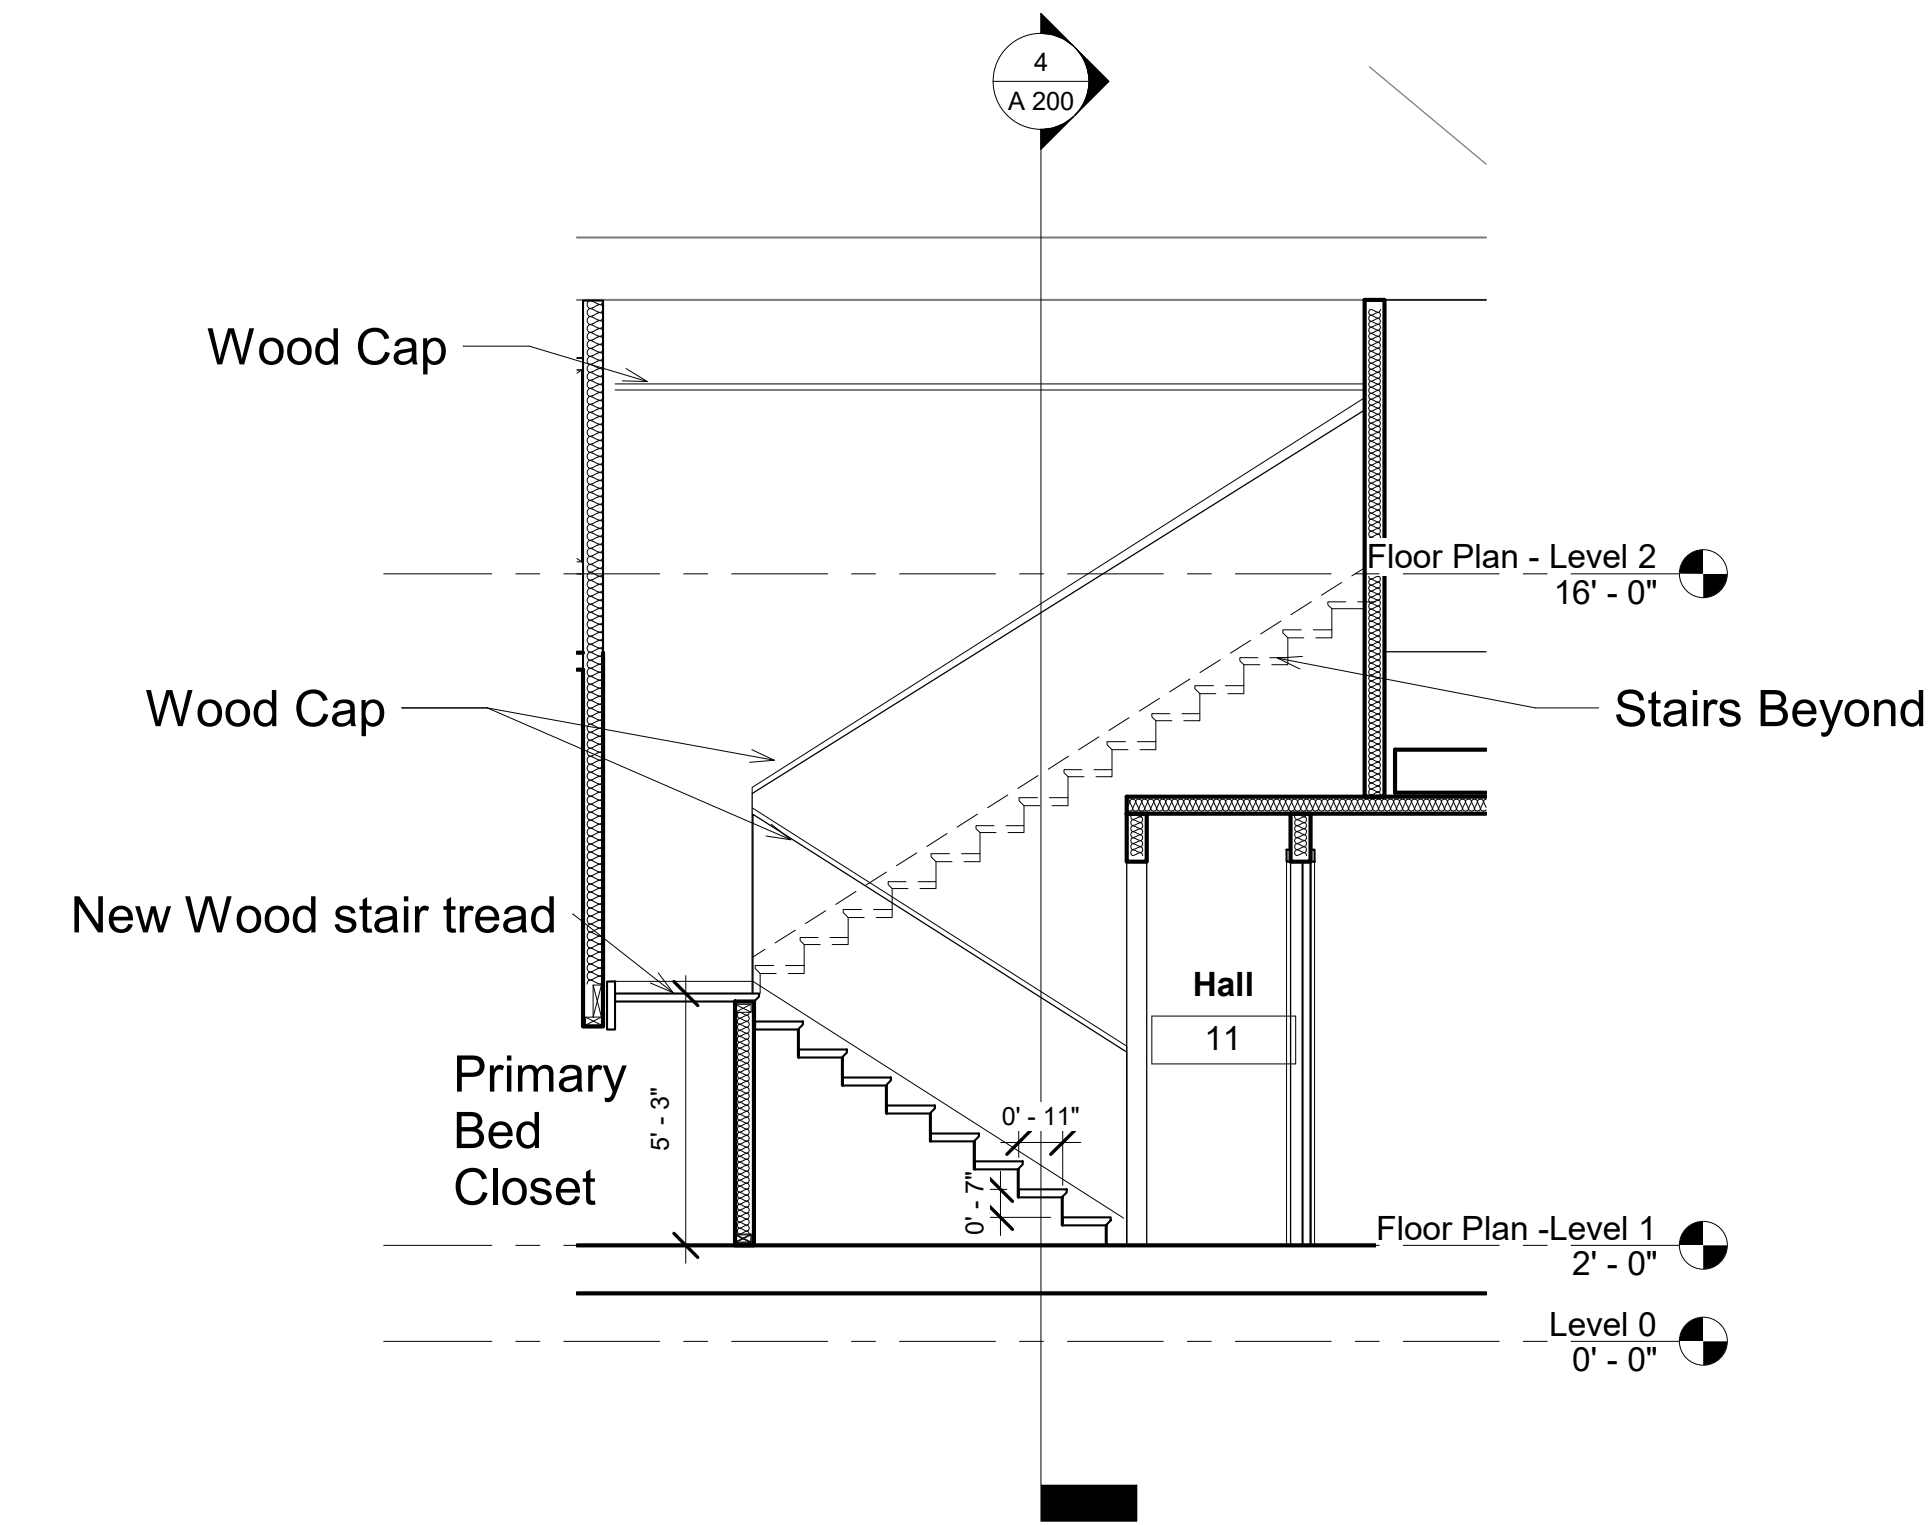 4
A 200
Wood Cap
Floor Plan - Level 2
16' - 0"
Wood Cap
Stairs Beyond
New Wood stair tread
Hall
11
Primary
Bed
Closet
5' - 3"
0' - 11"
0' - 7"
Floor Plan -Level 1
2' - 0"
Level 0
0' - 0"